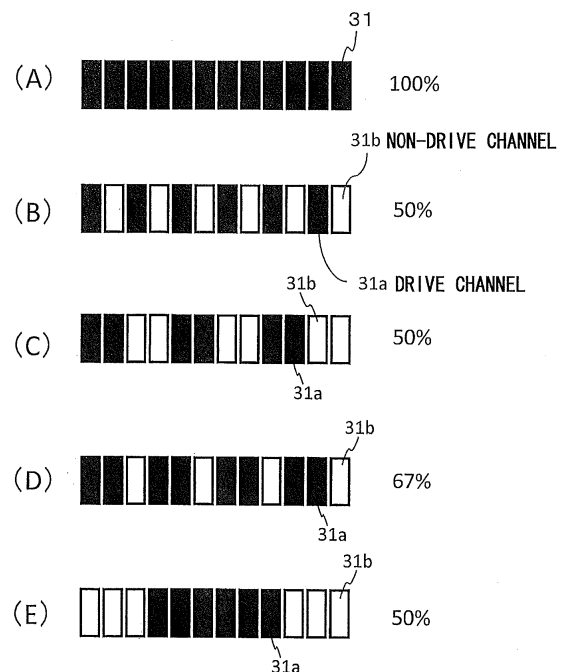 31
(A) 100%
31b NON-DRIVE CHANNEL
(B) 50%
31a DRIVE CHANNEL
31b
(C) 50%
31a
31b
(D) 67%
31a
31b
(E) 50%
31a